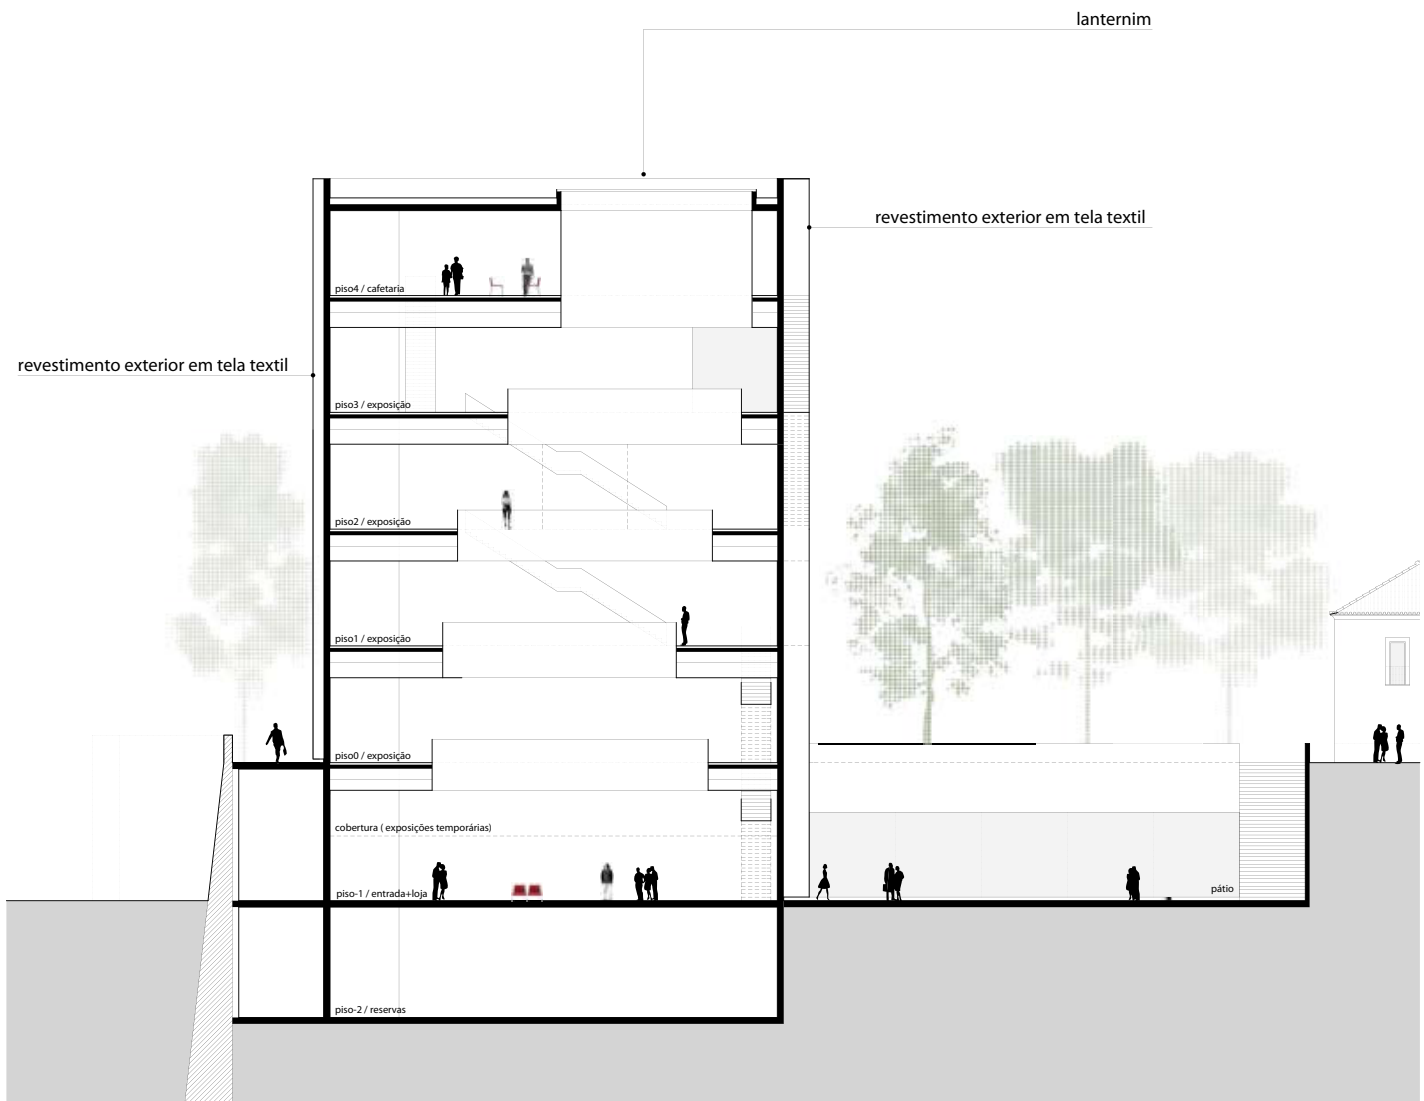 lanternim
revestimento exterior em tela textil
piso4 / cafetaria
revestimento exterior em tela textil
piso3 / exposição
piso2 / exposição
piso1 / exposição
piso0 / exposição
cobertura ( exposições temporárias)
piso-1 / entrada+loja
pátio
piso-2 / reservas